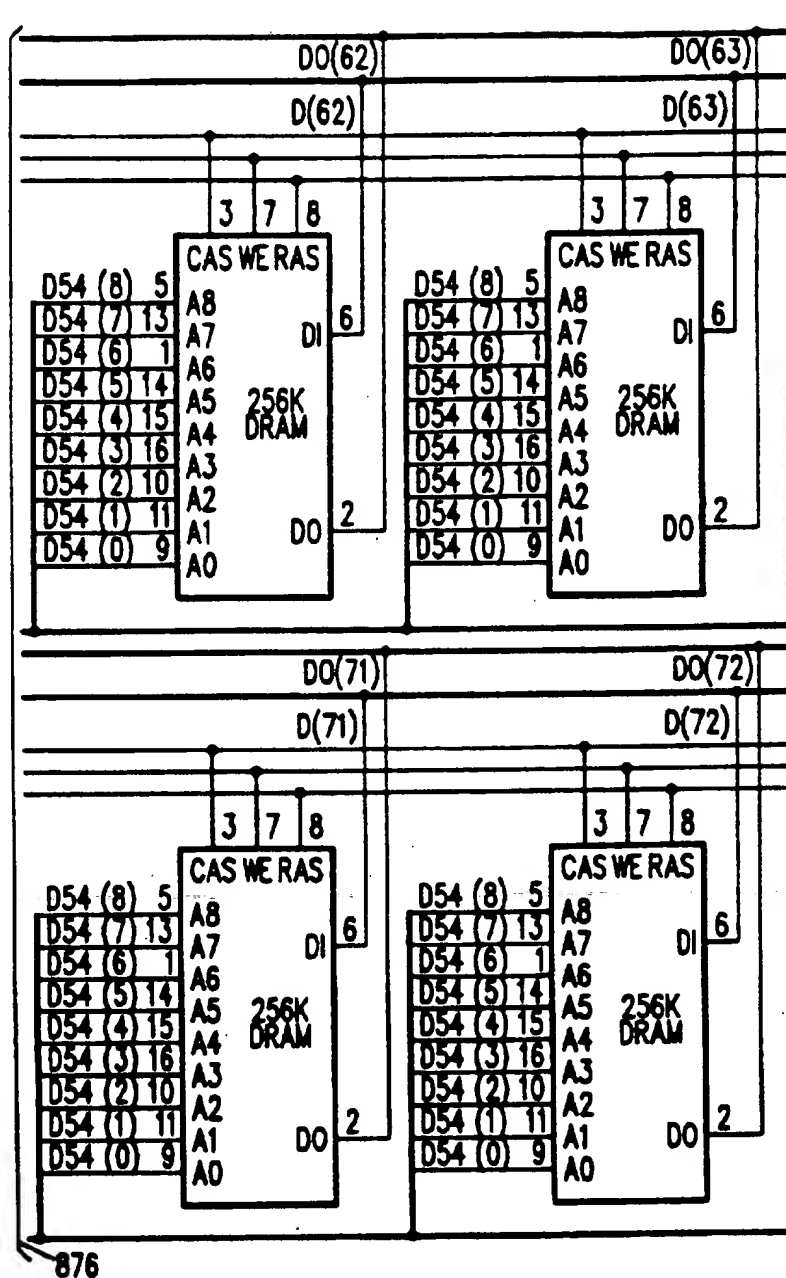 DO(62) DO(63)
D(62) D(63)
3 7 8 3 7 8
CAS WE RAS CAS WE RAS
D54 (8) 5 A8 D54 (8) 5 A8
D54 (7) 13 A7 DI 6 D54 (7) 13 A7 DI 6
D54 (6) 1 A6 D54 (6) 1 A6
D54 (5) 14 A5 256K D54 (5) 14 A5 256K
D54 (4) 15 A4 DRAM D54 (4) 15 A4 DRAM
D54 (3) 16 A3 D54 (3) 16 A3
D54 (2) 10 A2 D54 (2) 10 A2
D54 (1) 11 A1 DO 2 D54 (1) 11 A1 DO 2
D54 (0) 9 A0 D54 (0) 9 A0
DO(71) DO(72)
D(71) D(72)
3 7 8 3 7 8
CAS WE RAS CAS WE RAS
D54 (8) 5 A8 D54 (8) 5 A8
D54 (7) 13 A7 DI 6 D54 (7) 13 A7 DI 6
D54 (6) 1 A6 D54 (6) 1 A6
D54 (5) 14 A5 256K D54 (5) 14 A5 256K
D54 (4) 15 A4 DRAM D54 (4) 15 A4 DRAM
D54 (3) 16 A3 D54 (3) 16 A3
D54 (2) 10 A2 D54 (2) 10 A2
D54 (1) 11 A1 DO 2 D54 (1) 11 A1 DO 2
D54 (0) 9 A0 D54 (0) 9 A0
876